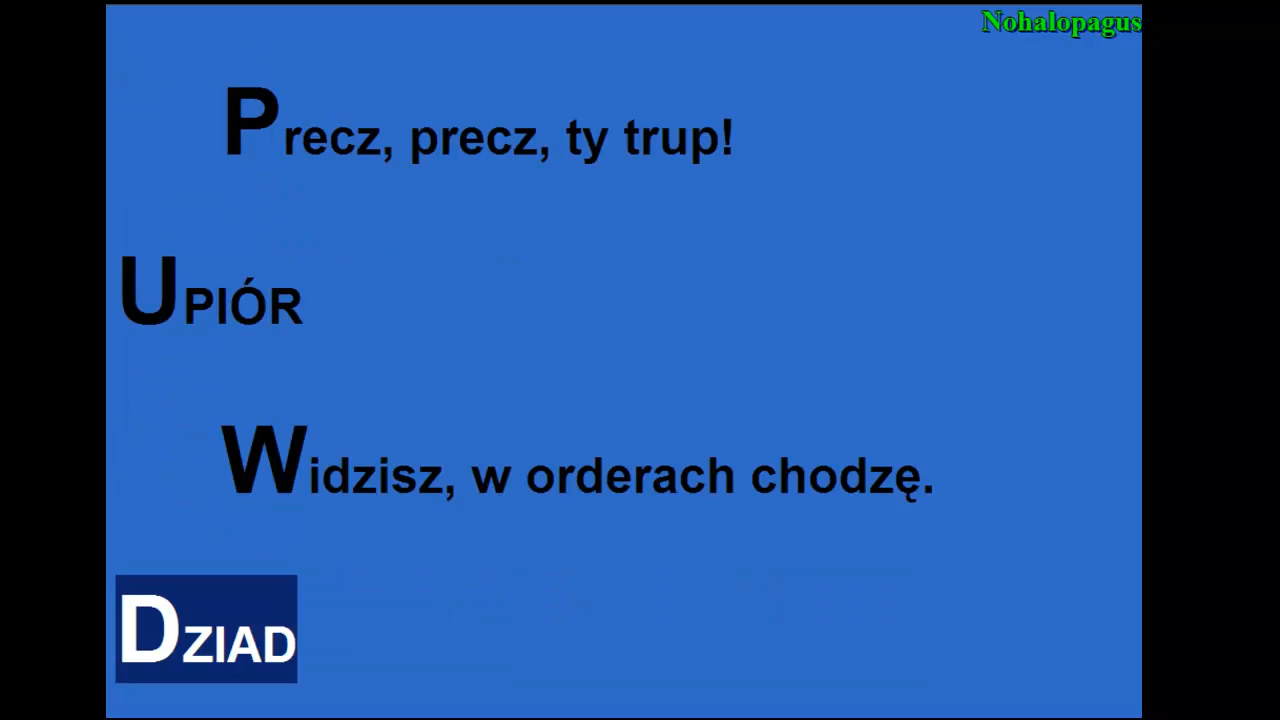 Nohalopagus
Precz, precz, ty trup!
UPIÓR
Widzisz, w orderach chodzę.
DZIAD